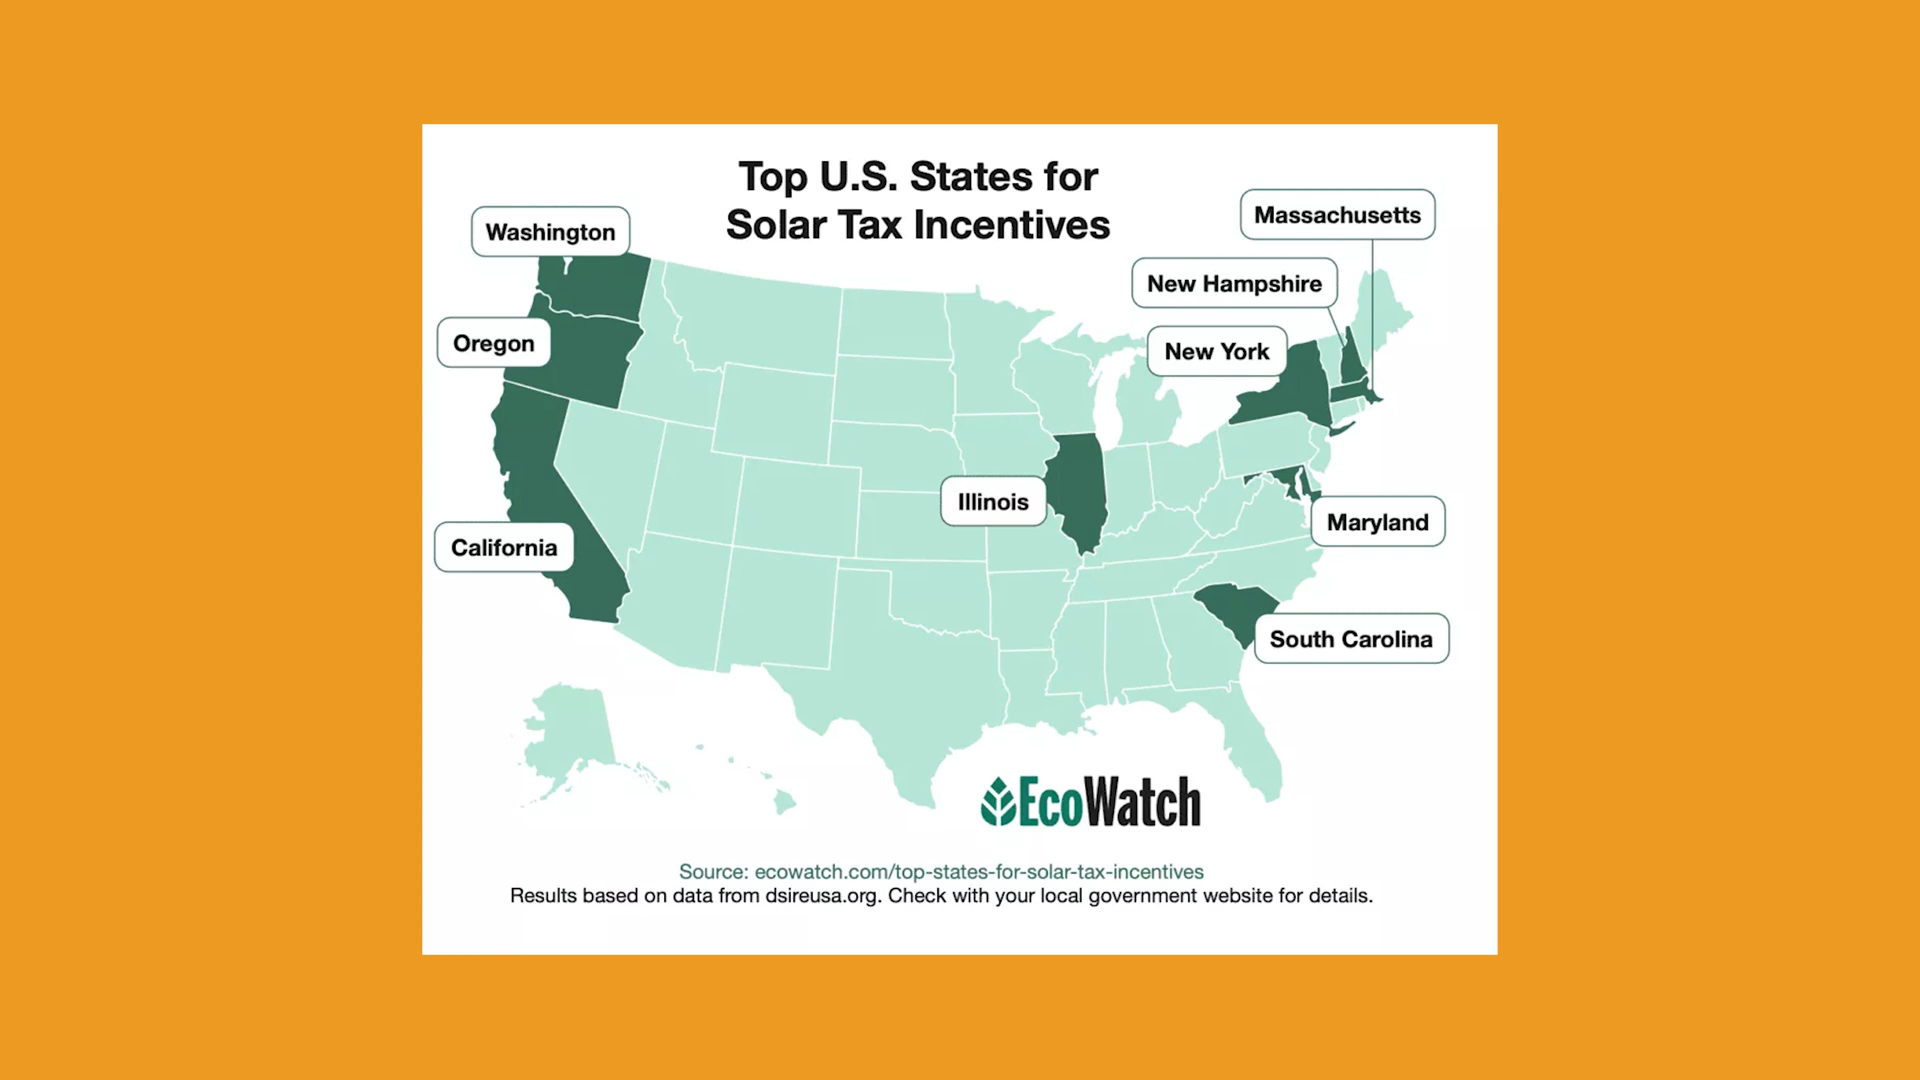 Top U.S. States for
Solar Tax Incentives
Washington
Massachusetts
New Hampshire
Oregon
New York
Illinois
Maryland
California
South Carolina
EcoWatch
Source: ecowatch.com/top-states-for-solar-tax-incentives
Results based on data from dsireusa.org. Check with your local government website for details.